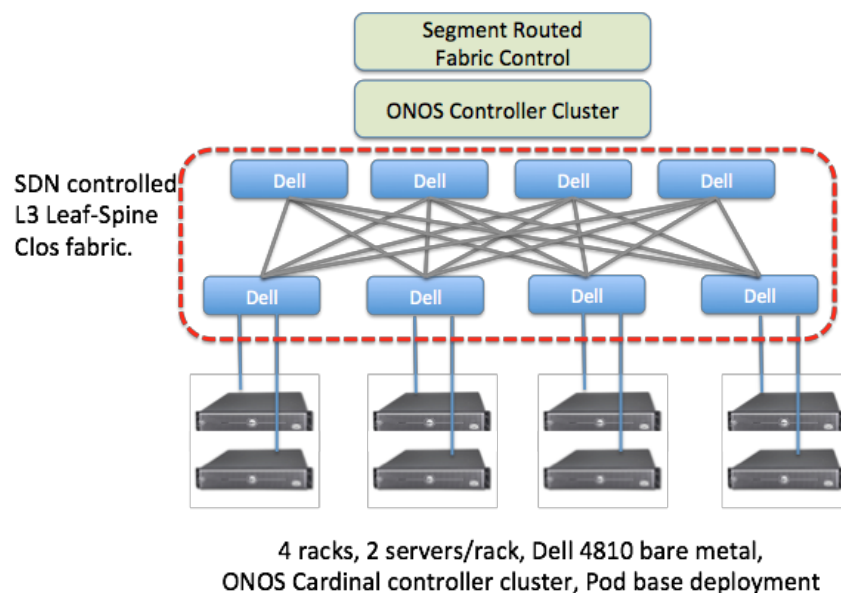 Segment Routed
Fabric Control
ONOS Controller Cluster
SDN controlled
L3 Leaf-Spine
Clos fabric.
Dell
Dell
Dell
Dell
Dell
Dell
Dell
Dell
4 racks, 2 servers/rack, Dell 4810 bare metal,
ONOS Cardinal controller cluster, Pod base deployment